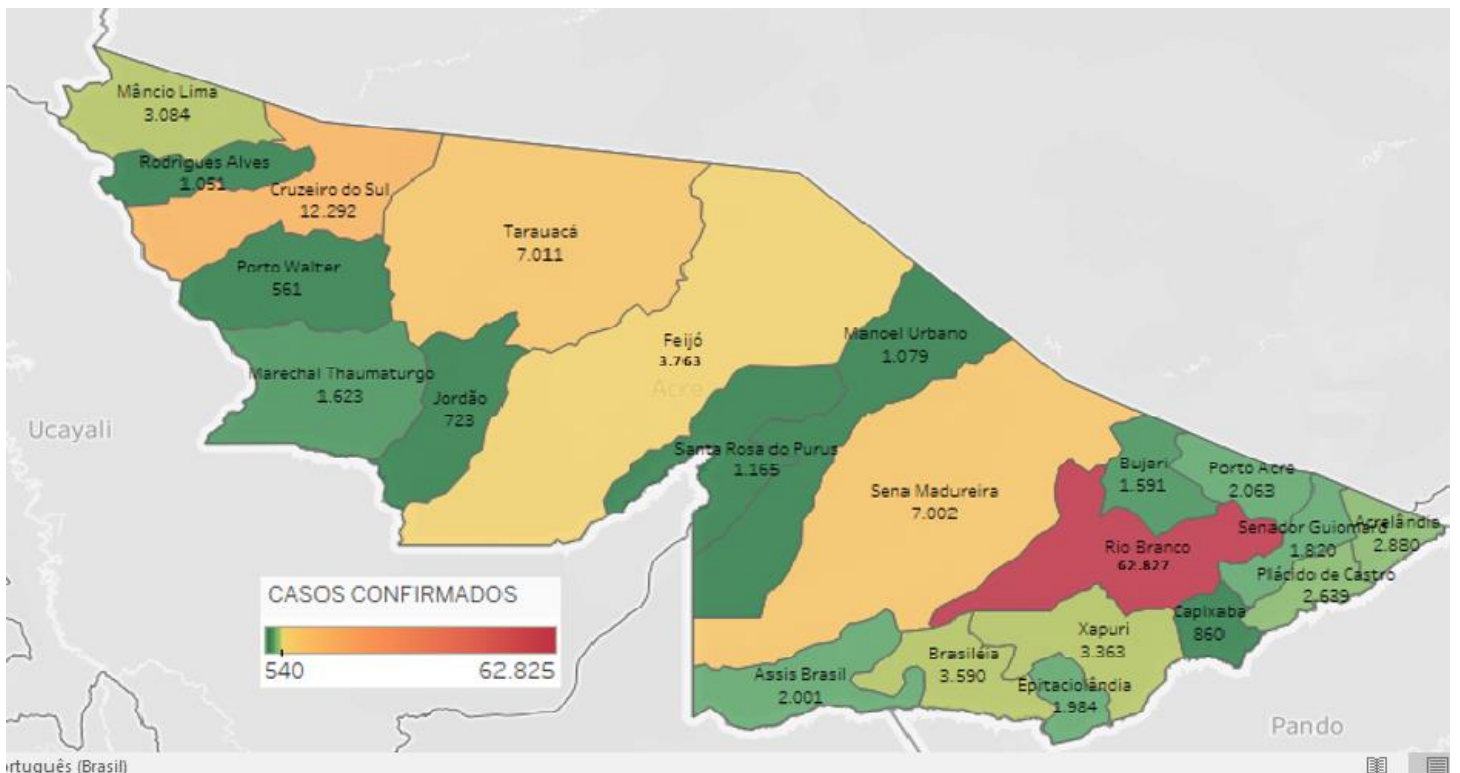 Mâncio Lima
3.084
Rodrigues Alves
1.051
Cruzeiro do Sul
12.292
Tarauacá
7.011
Porto Walter
561
Feijó
3.763
Manoel Urbano
1.079
Marechal Thaumaturgo
1.623
Jordão
723
Acre
Ucayali
Santa Rosa do Purus
1.165
Sena Madureira
7.002
Bujari
1.591
Porto Acre
2.063
Senador Guiomard
1.820
Acrelândia
2.880
Rio Branco
62.827
Plácido de Castro
2.639
Capixaba
860
Xapuri
3.363
Brasiléia
3.590
Assis Brasil
2.001
Epitaciolândia
1.984
Pando
CASOS CONFIRMADOS
540 62.825
ortuguês (Brasil)